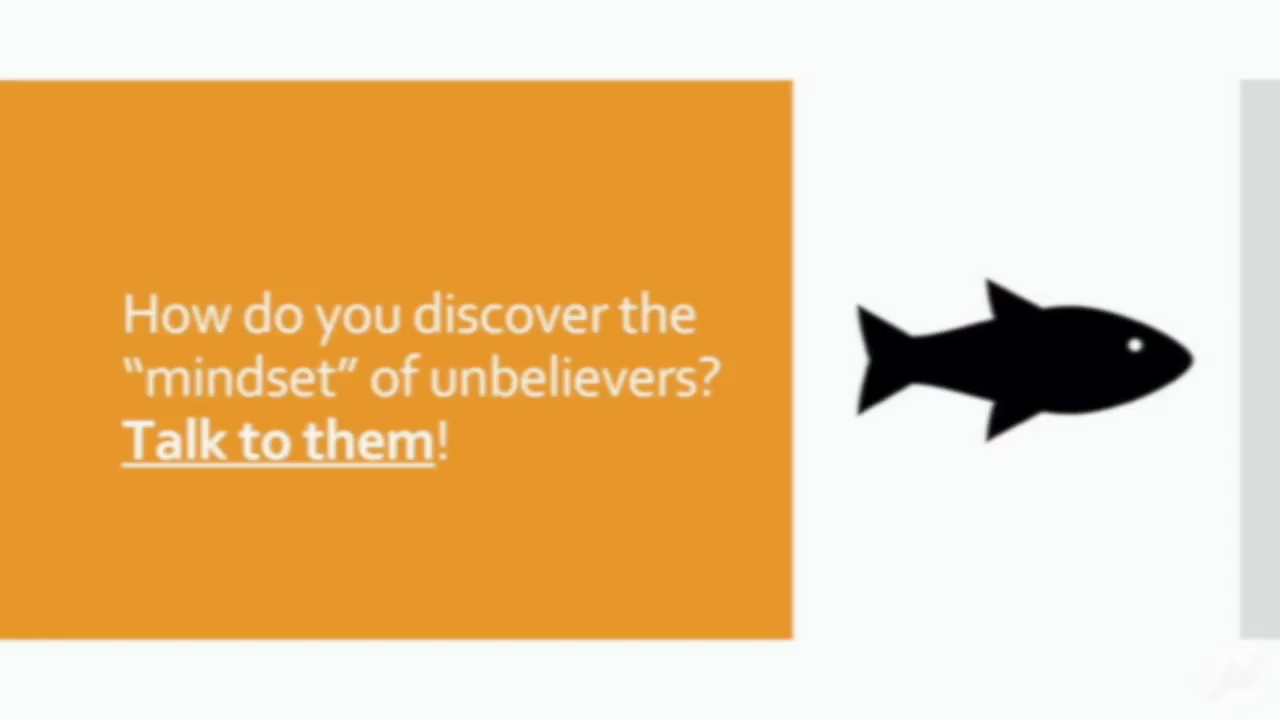 How do you discover the
“mindset” of unbelievers?
Talk to them!